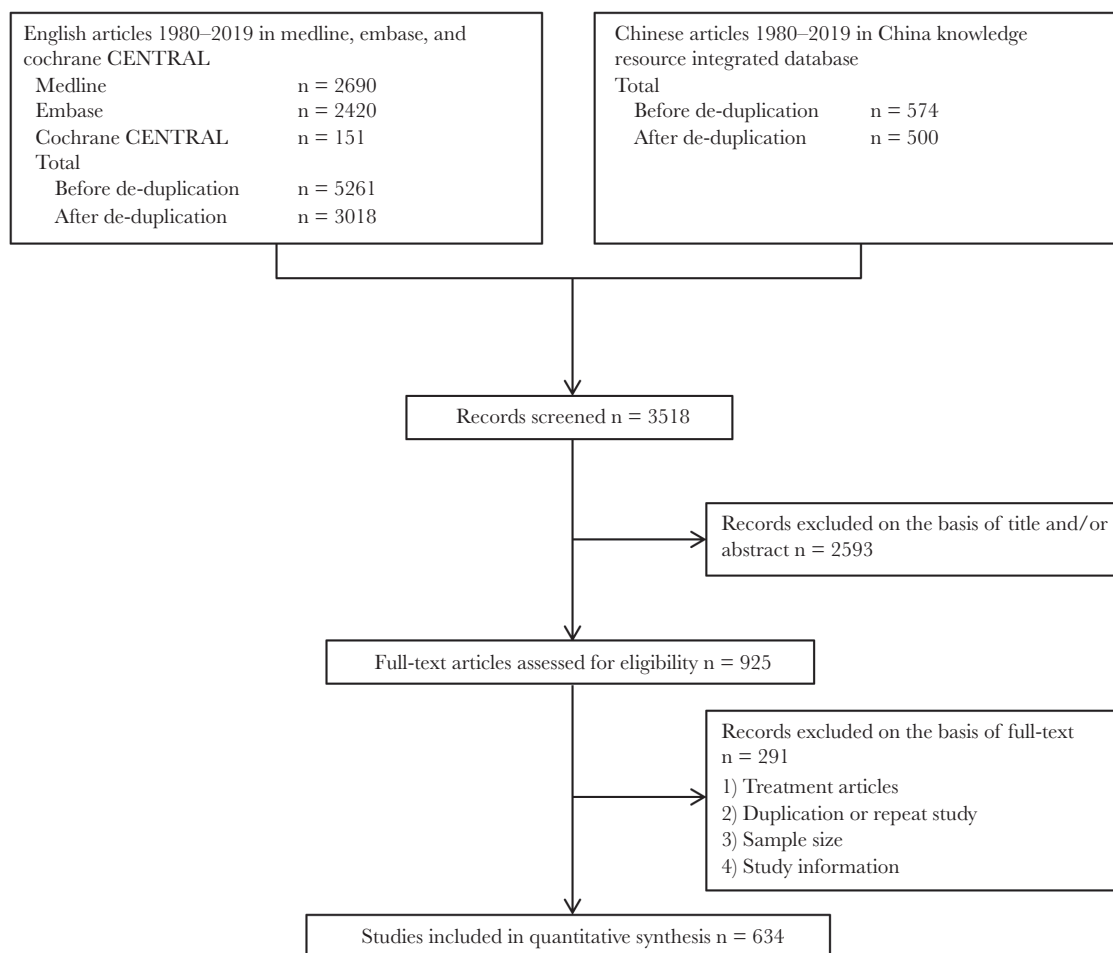 English articles 1980–2019 in medline, embase, and
cochrane CENTRAL
Medline n = 2690
Embase n = 2420
Cochrane CENTRAL n = 151
Total
Before de-duplication n = 5261
After de-duplication n = 3018
Chinese articles 1980–2019 in China knowledge
resource integrated database
Total
Before de-duplication n = 574
After de-duplication n = 500
Records screened n = 3518
Records excluded on the basis of title and/or
abstract n = 2593
Full-text articles assessed for eligibility n = 925
Records excluded on the basis of full-text
n = 291
1) Treatment articles
2) Duplication or repeat study
3) Sample size
4) Study information
Studies included in quantitative synthesis n = 634